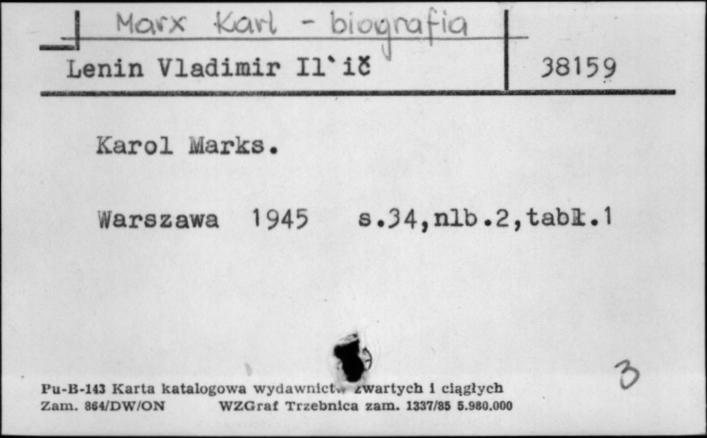 Marx Karl - biografia
Lenin Vladimir Il`ič 38159
Karol Marks.
Warszawa 1945 s.34,nlb.2,tabl.1
3
Pu-B-143 Karta katalogowa wydawnictw zwartych i ciągłych
Zam. 864/DW/ON WZGraf Trzebnica zam. 1337/85 5.980.000